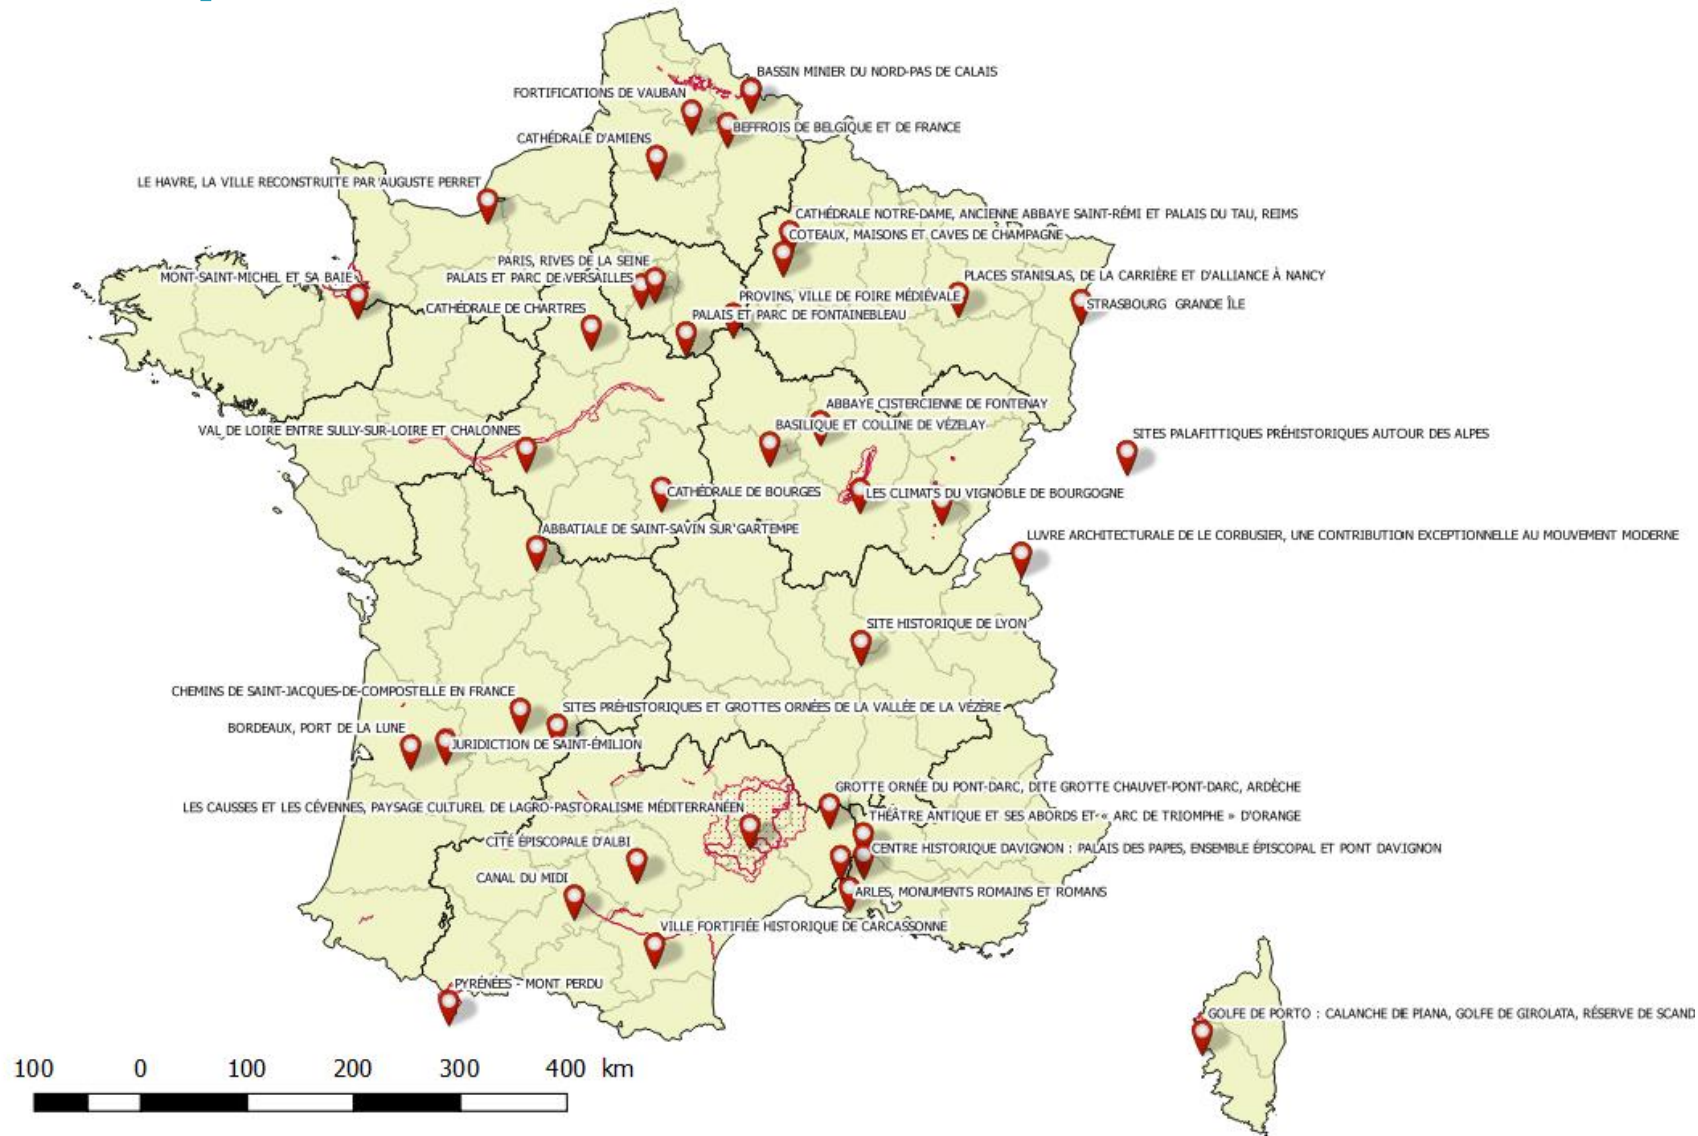 BASSIN MINIER DU NORD-PAS DE CALAIS
FORTIFICATIONS DE VAUBAN
BEFFROIS DE BELGIQUE ET DE FRANCE
CATHÉDRALE D'AMIENS
LE HAVRE, LA VILLE RECONSTRUITE PAR AUGUSTE PERRET
CATHÉDRALE NOTRE-DAME, ANCIENNE ABBAYE SAINT-RÉMI ET PALAIS DU TAU, REIMS
COTEAUX, MAISONS ET CAVES DE CHAMPAGNE
PARIS, RIVES DE LA SEINE
MONT-SAINT-MICHEL ET SA BAIE
PALAIS ET PARC DE VERSAILLES
PLACES STANISLAS, DE LA CARRIÈRE ET D'ALLIANCE À NANCY
PROVINS, VILLE DE FOIRE MÉDIÉVALE
STRASBOURG GRANDE ÎLE
CATHÉDRALE DE CHARTRES
PALAIS ET PARC DE FONTAINEBLEAU
ABBAYE CISTERCIENNE DE FONTENAY
BASILIQUE ET COLLINE DE VÉZELAY
VAL DE LOIRE ENTRE SULLY-SUR-LOIRE ET CHALONNES
SITES PALAFITTIQUES PRÉHISTORIQUES AUTOUR DES ALPES
CATHÉDRALE DE BOURGES
LES CLIMATS DU VIGNOBLE DE BOURGOGNE
ABBATIALE DE SAINT-SAVIN SUR GARTEMPE
LUVRE ARCHITECTURALE DE LE CORBUSIER, UNE CONTRIBUTION EXCEPTIONNELLE AU MOUVEMENT MODERNE
SITE HISTORIQUE DE LYON
CHEMINS DE SAINT-JACQUES-DE-COMPOSTELLE EN FRANCE
SITES PRÉHISTORIQUES ET GROTTES ORNÉES DE LA VALLÉE DE LA VÉZÈRE
BORDEAUX, PORT DE LA LUNE
JURIDICTION DE SAINT-ÉMILION
GROTTE ORNÉE DU PONT-DARC, DITE GROTTE CHAUVET-PONT-DARC, ARDÈCHE
LES CAUSSES ET LES CÉVENNES, PAYSAGE CULTUREL DE LAGRO-PASTORALISME MÉDITERRANÉEN
THÉÂTRE ANTIQUE ET SES ABORDS ET « ARC DE TRIOMPHE » D'ORANGE
CITÉ ÉPISCOPALE D'ALBI
CENTRE HISTORIQUE DAVIGNON : PALAIS DES PAPES, ENSEMBLE ÉPISCOPAL ET PONT DAVIGNON
CANAL DU MIDI
ARLES, MONUMENTS ROMAINS ET ROMANS
VILLE FORTIFIÉE HISTORIQUE DE CARCASSONNE
PYRÉNÉES - MONT PERDU
GOLFE DE PORTO : CALANCHE DE PIANA, GOLFE DE GIROLATA, RÉSERVE DE SCAND
100 0 100 200 300 400 km